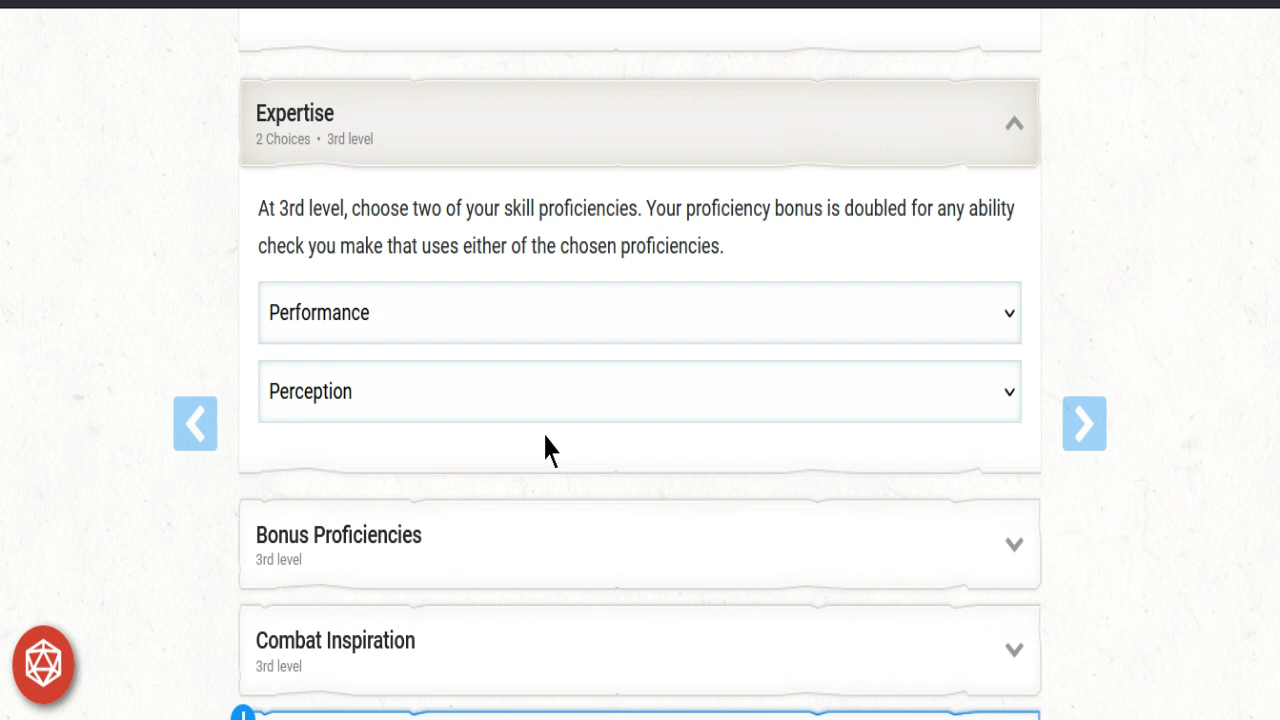 Expertise
2 Choices • 3rd level
At 3rd level, choose two of your skill proficiencies. Your proficiency bonus is doubled for any ability
check you make that uses either of the chosen proficiencies.
Performance
Perception
Bonus Proficiencies
3rd level
Combat Inspiration
3rd level